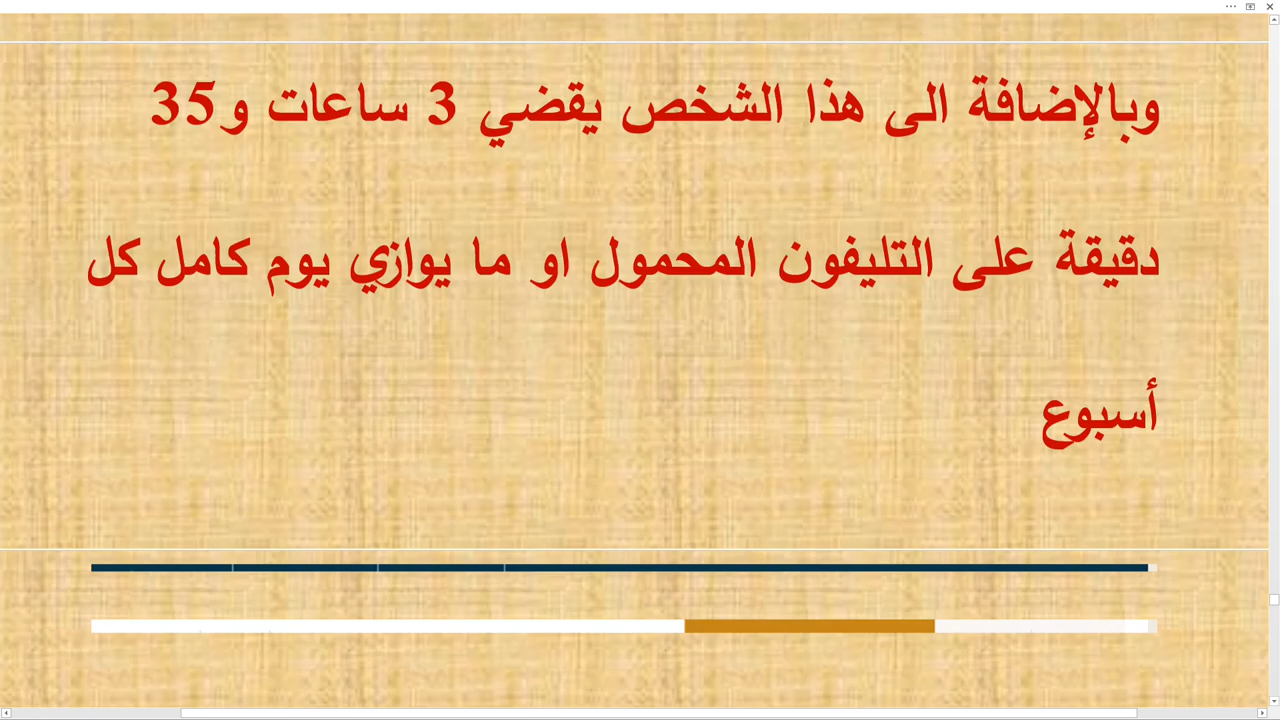 وبالإضافة الى هذا الشخص يقضي 3 ساعات و35
دقيقة على التليفون المحمول او ما يوازي يوم كامل كل
أسبوع